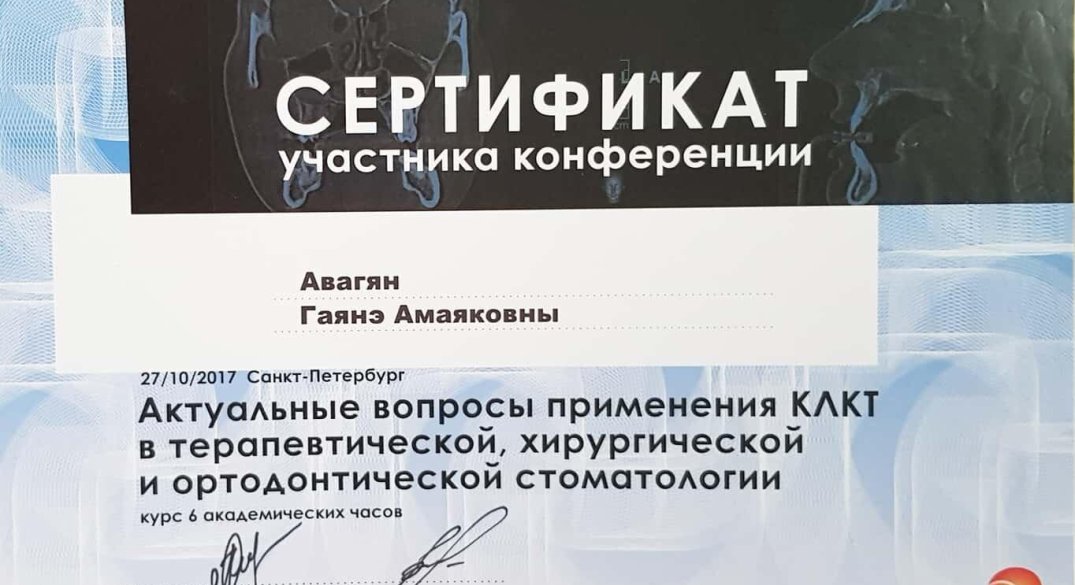 СЕРТИФИКАТ
участника конференции
Авагян
Гаянэ Амаяковны
27/10/2017 Санкт-Петербург
Актуальные вопросы применения КЛКТ
в терапевтической, хирургической
и ортодонтической стоматологии
курс 6 академических часов